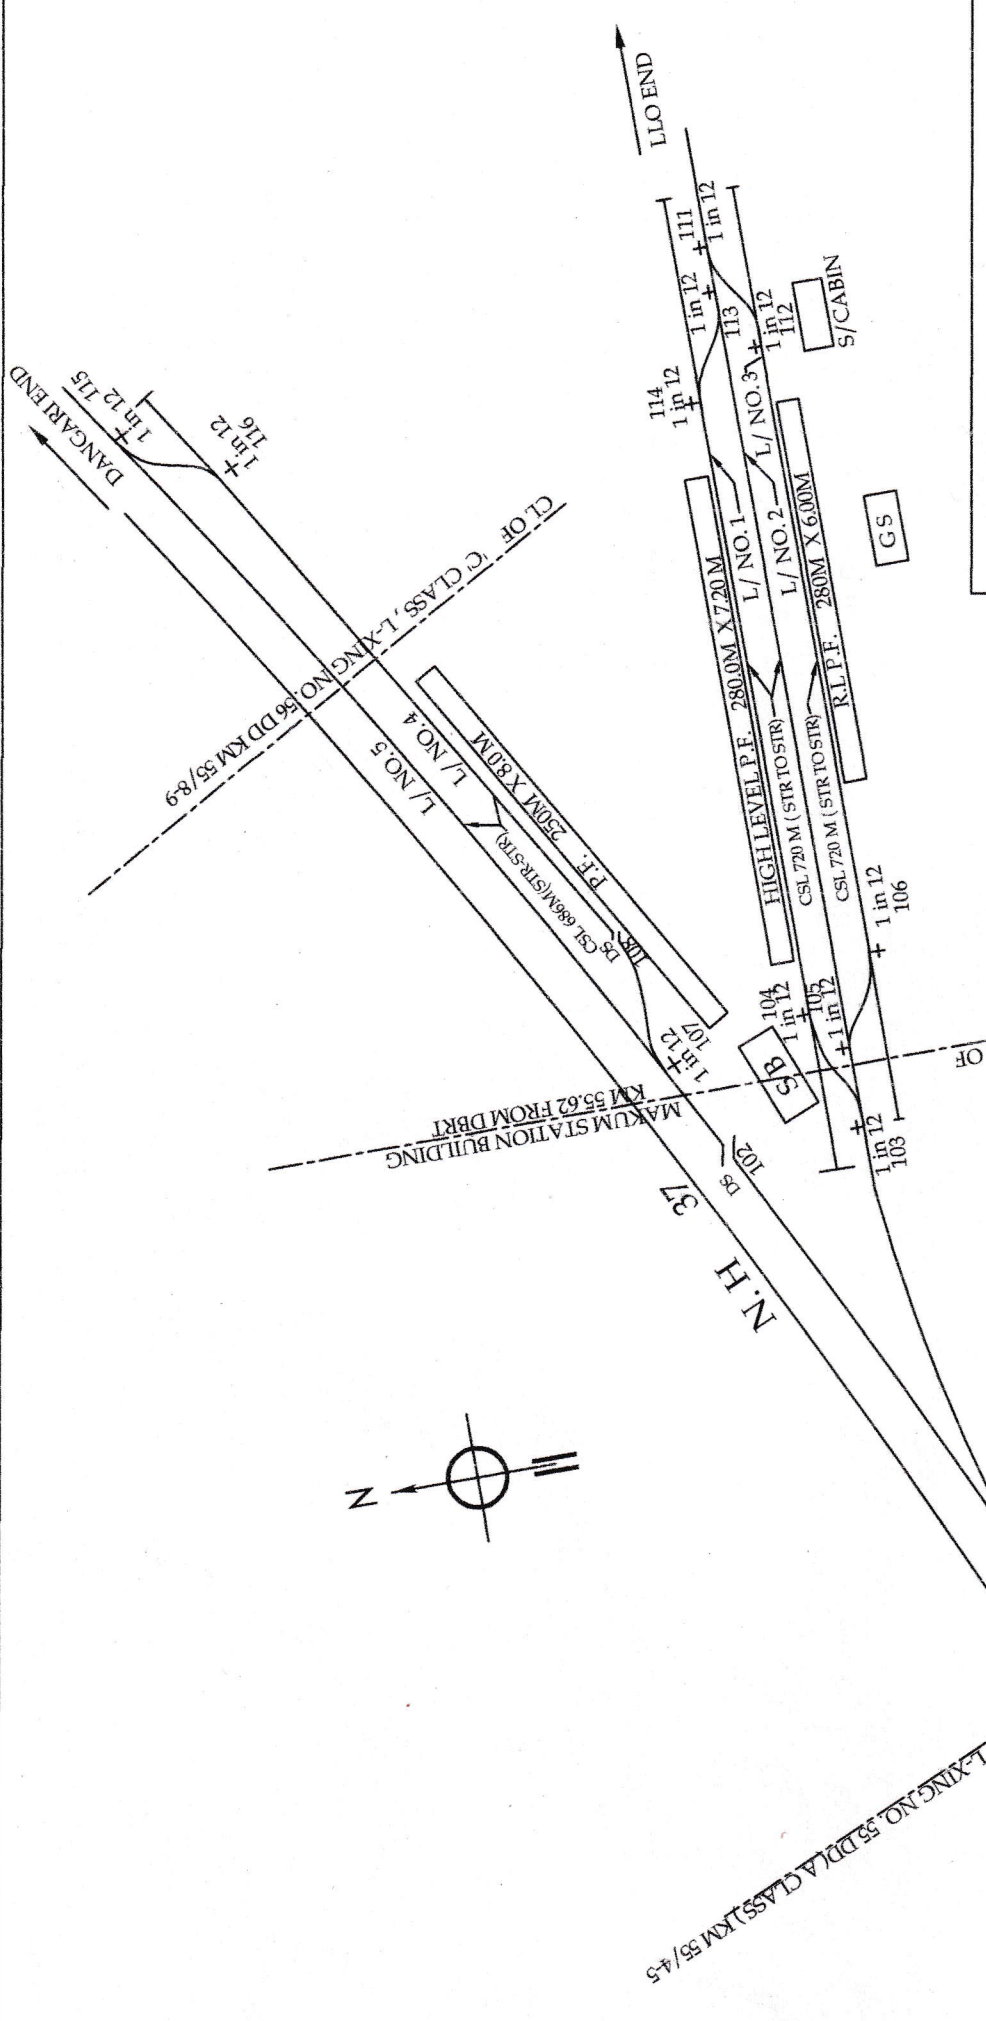 LLO END
DANGARI END
115
1 in 12
1 in 12
116
111
1 in 12
1 in 12
113
114
1 in 12
1 in 12
112
S/CABIN
CL OF 'C' CLASS, L-XING NO. 56 DD KM 55/8-9
L/ NO.5
L/ NO.4
L/ NO.1
L/ NO.2
L/ NO.3
GS
P.F. 250M X 8.0M
CSL 686M(STR-STR)
DS
108
1 in 12
107
HIGH LEVEL P.F. 280.0M X 7.20 M
CSL 720 M ( STR TO STR)
CSL 720 M ( STR TO STR)
R.L P.F. 280M X 6.00M
1 in 12
106
104
1 in 12
105
1 in 12
S.B
1 in 12
103
OF
MAKUM STATION BUILDING
KM 55.62 FROM DBRT
DS
102
N.H 37
N
L-XING NO. 55 DD(A CLASS) KM 55/4-5